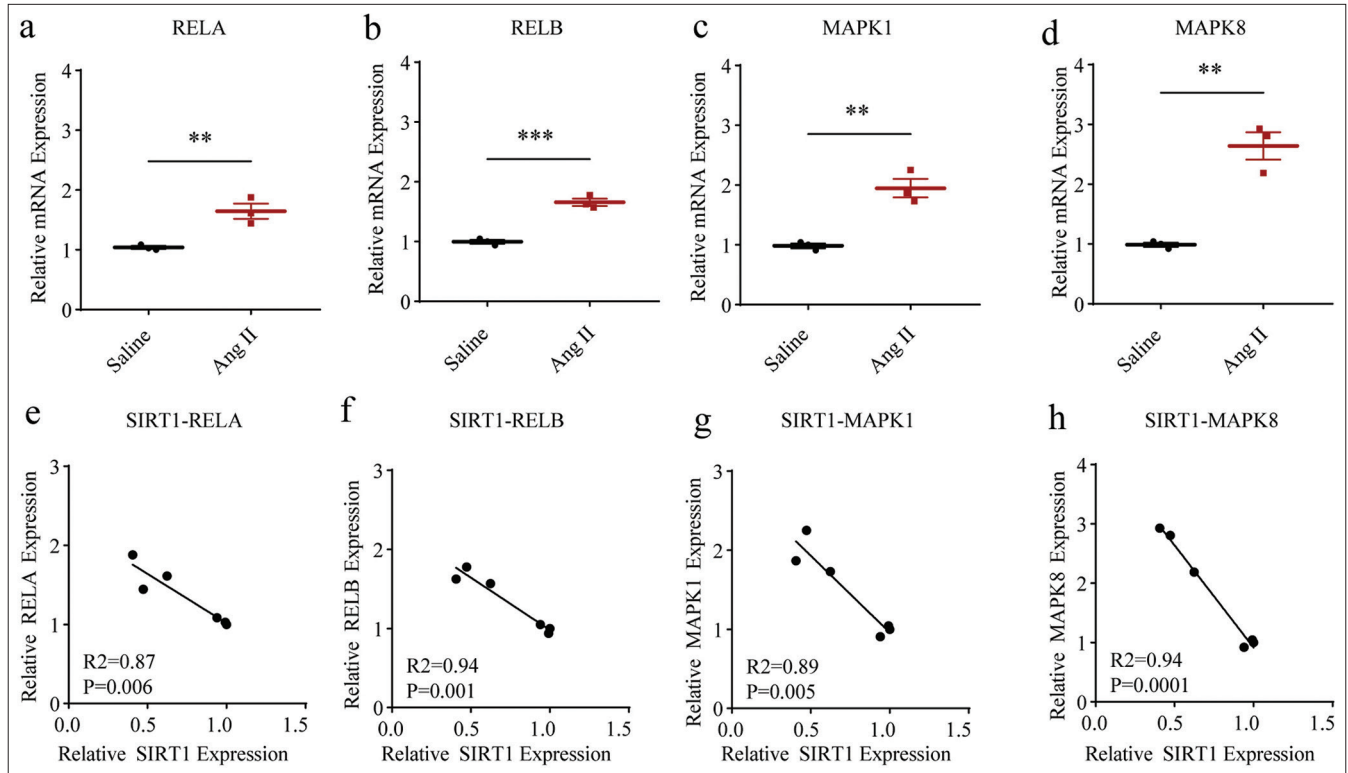 a
RELA
Relative mRNA Expression
4
3
2
1
0
**
Saline
Ang II
b
RELB
Relative mRNA Expression
4
3
2
1
0
***
Saline
Ang II
c
MAPK1
Relative mRNA Expression
4
3
2
1
0
**
Saline
Ang II
d
MAPK8
Relative mRNA Expression
4
3
2
1
0
**
Saline
Ang II
e
SIRT1-RELA
Relative RELA Expression
3
2
1
0
R2=0.87
P=0.006
0.0 0.5 1.0 1.5
Relative SIRT1 Expression
f
SIRT1-RELB
Relative RELB Expression
3
2
1
0
R2=0.94
P=0.001
0.0 0.5 1.0 1.5
Relative SIRT1 Expression
g
SIRT1-MAPK1
Relative MAPK1 Expression
3
2
1
0
R2=0.89
P=0.005
0.0 0.5 1.0 1.5
Relative SIRT1 Expression
h
SIRT1-MAPK8
Relative MAPK8 Expression
4
3
2
1
0
R2=0.94
P=0.0001
0.0 0.5 1.0 1.5
Relative SIRT1 Expression